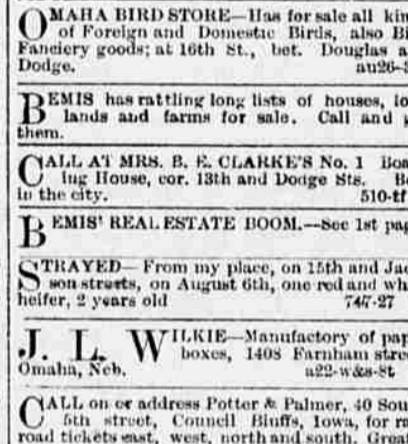 OMAHA BIRD STORE—Has for sale all kin
of Foreign and Domestic Birds, also Bi
Fanciery goods; at 16th St., bet. Douglas a
Dodge. au26-
BEMIS has rattling long lists of houses, lo
lands and farms for sale. Call and g
them.
CALL AT MRS. B. E. CLARKE'S No. 1 Boa
ing House, cor. 13th and Dodge Sts. Be
in the city. 510-tf
BEMIS' REAL ESTATE BOOM.—See 1st pag
STRAYED— From my place, on 15th and Jac
son streets, on August 6th, one red and wh
heifer, 2 years old 747-27
J. L. WILKIE—Manufactory of pap
boxes, 1408 Farnham stree
Omaha, Neb. a22-w&s-8t
CALL on or address Potter & Palmer, 40 Sou
5th street, Council Bluffs, Iowa, for ra
road tickets east, west, north and south.